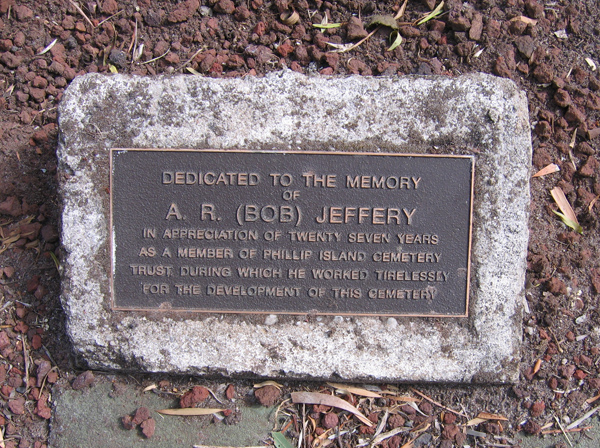 DEDICATED TO THE MEMORY
OF
A. R. (BOB) JEFFERY
IN APPRECIATION OF TWENTY SEVEN YEARS
AS A MEMBER OF PHILLIP ISLAND CEMETERY
TRUST, DURING WHICH HE WORKED TIRELESSLY
FOR THE DEVELOPMENT OF THIS CEMETERY